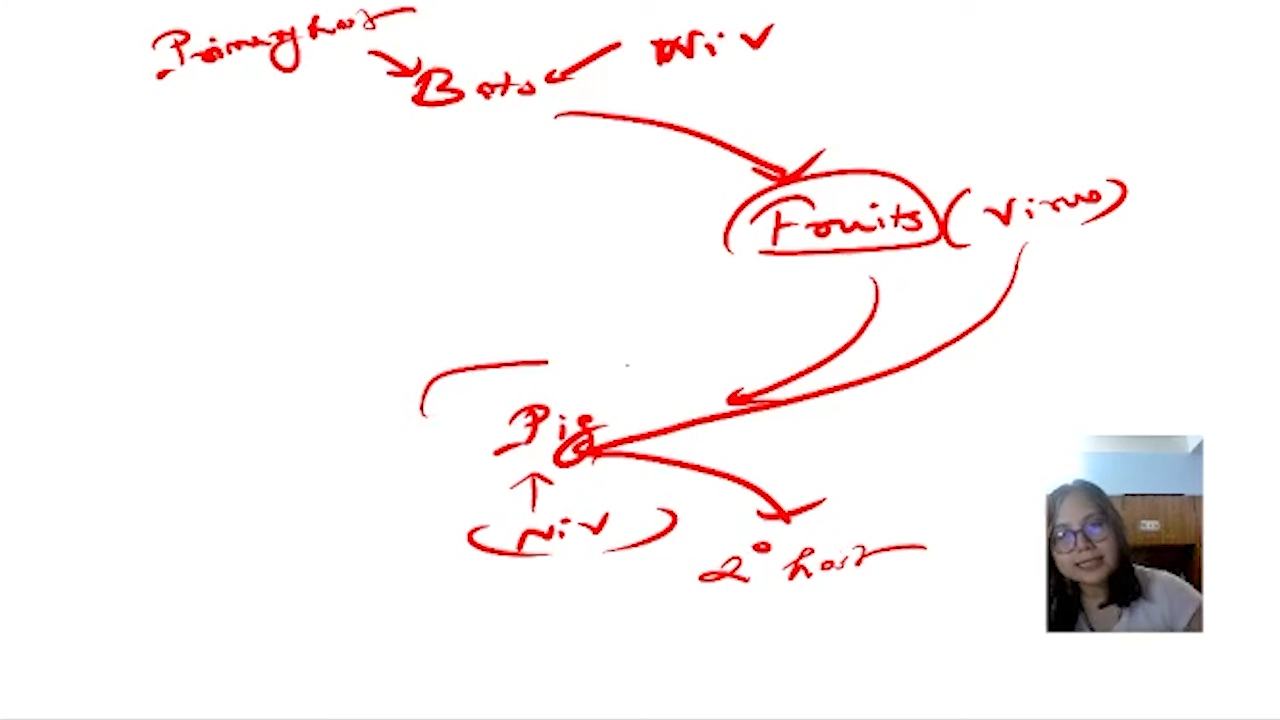 Primary host
Bats
NiV
Fruits (Virus)
Pig
(NiV)
2° host